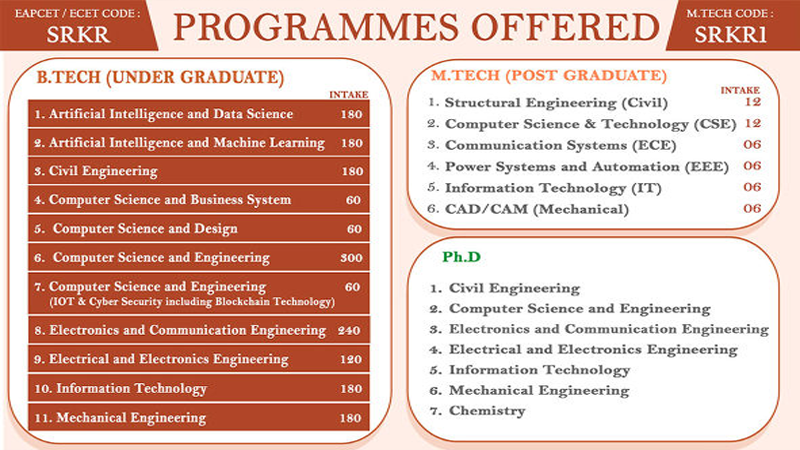 EAPCET / ECET CODE :
SRKR
PROGRAMMES OFFERED
M.TECH CODE :
SRKR1
B.TECH (UNDER GRADUATE)
INTAKE
1. Artificial Intelligence and Data Science 180
2. Artificial Intelligence and Machine Learning 180
3. Civil Engineering 180
4. Computer Science and Business System 60
5. Computer Science and Design 60
6. Computer Science and Engineering 300
7. Computer Science and Engineering 60
(IOT & Cyber Security including Blockchain Technology)
8. Electronics and Communication Engineering 240
9. Electrical and Electronics Engineering 120
10. Information Technology 180
11. Mechanical Engineering 180
M.TECH (POST GRADUATE)
INTAKE
1. Structural Engineering (Civil) 12
2. Computer Science & Technology (CSE) 12
3. Communication Systems (ECE) 06
4. Power Systems and Automation (EEE) 06
5. Information Technology (IT) 06
6. CAD/CAM (Mechanical) 06
Ph.D
1. Civil Engineering
2. Computer Science and Engineering
3. Electronics and Communication Engineering
4. Electrical and Electronics Engineering
5. Information Technology
6. Mechanical Engineering
7. Chemistry